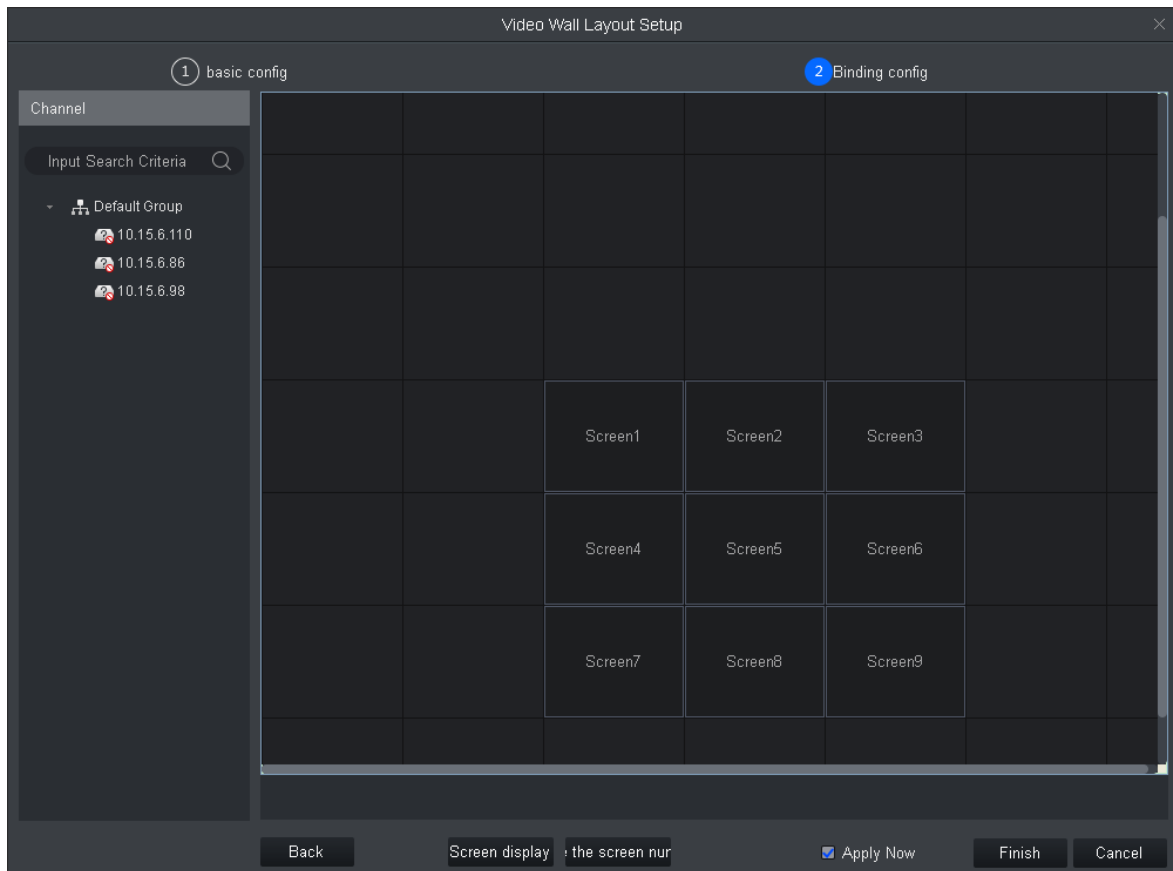 Video Wall Layout Setup
1 basic config
2 Binding config
Channel
Input Search Criteria
Default Group
10.15.6.110
10.15.6.86
10.15.6.98
Screen1 Screen2 Screen3
Screen4 Screen5 Screen6
Screen7 Screen8 Screen9
Back Screen display the screen nur Apply Now Finish Cancel